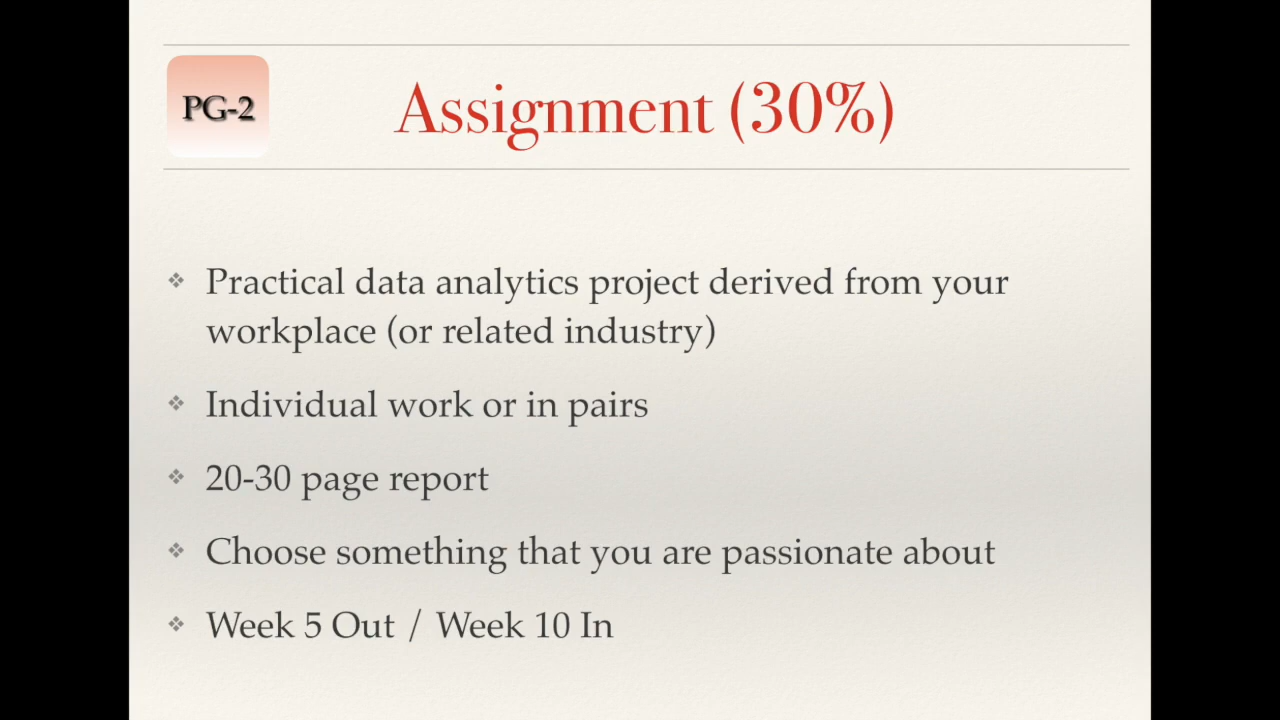 PG-2
Assignment (30%)
❖ Practical data analytics project derived from your
workplace (or related industry)
❖ Individual work or in pairs
❖ 20-30 page report
❖ Choose something that you are passionate about
❖ Week 5 Out / Week 10 In